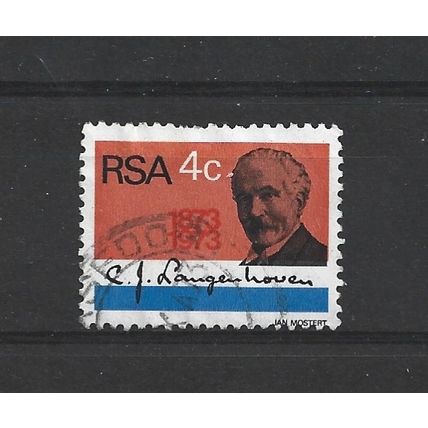 RSA 4c
1873
1973
C. J. Langenhoven
JAN MOSTERT